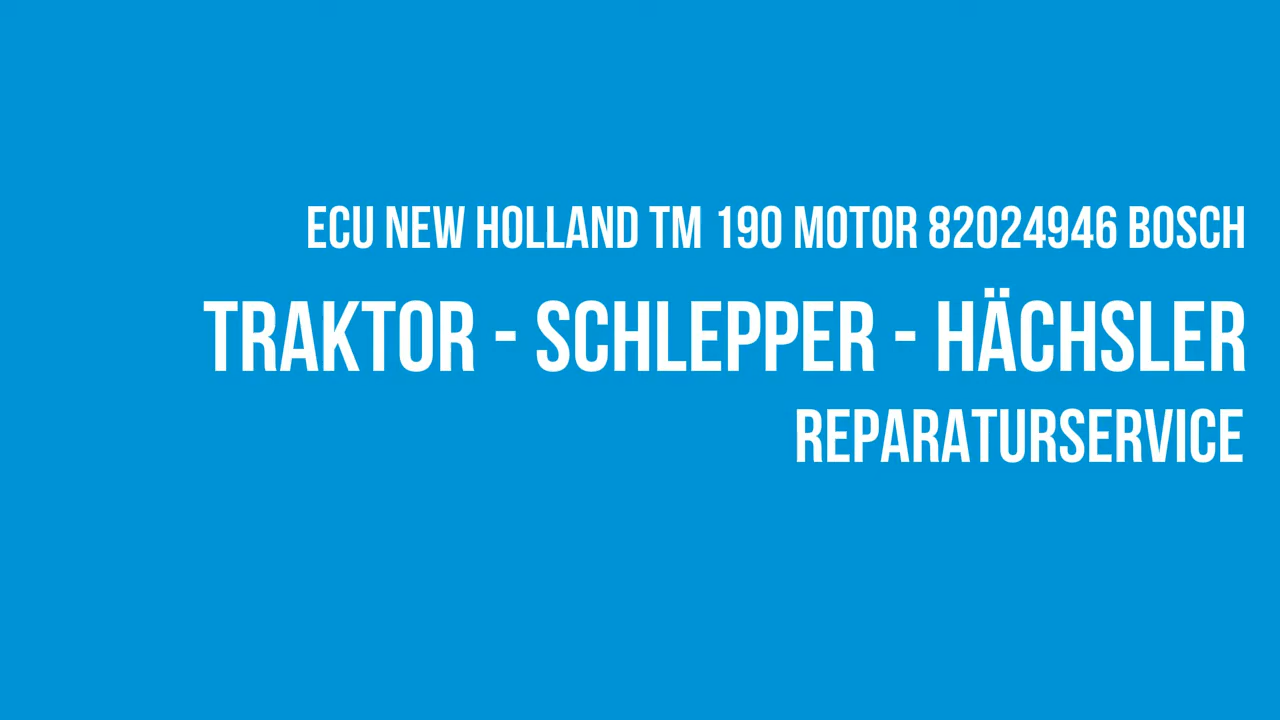 ECU NEW HOLLAND TM 190 MOTOR 82024946 BOSCH
TRAKTOR - SCHLEPPER - HÄCHSLER
REPARATURSERVICE